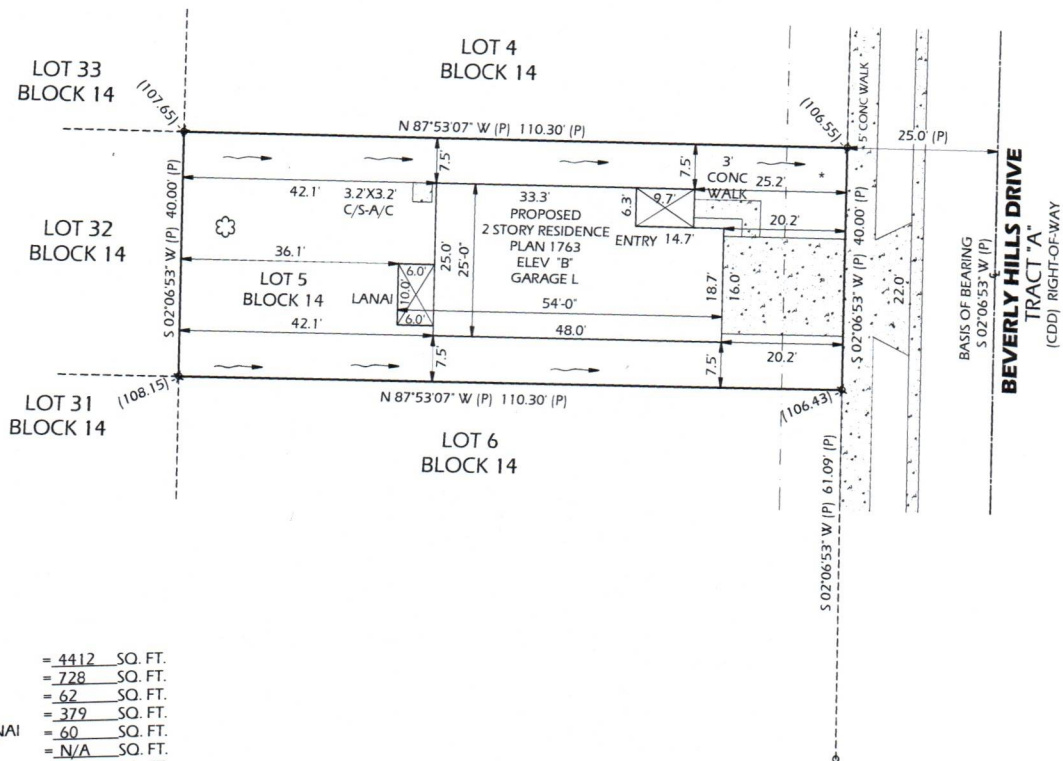 LOT 4
BLOCK 14
LOT 33
BLOCK 14
(107.65)
(106.55)
5' CONC WALK
25.0' (P)
N 87°53'07" W (P) 110.30' (P)
7.5'
7.5'
3'
CONC
WALK
42.1'
3.2'X3.2'
C/S-A/C
33.3'
PROPOSED
2 STORY RESIDENCE
PLAN 1763
ELEV "B"
GARAGE L
6.3'
9.7'
25.2'
*
20.2'
ENTRY 14.7'
S 02°06'53" W (P) 40.00' (P)
LOT 32
BLOCK 14
36.1'
LOT 5
BLOCK 14
LANAI
6.0'
10.0'
6.0'
25.0'
25'-0"
54'-0"
18.7'
16.0'
S 02°06'53" W (P) 40.00' (P)
22.0'
BASIS OF BEARING
S 02°06'53" W (P)
BEVERLY HILLS DRIVE
TRACT "A"
(CDD) RIGHT-OF-WAY
42.1'
48.0'
20.2'
7.5'
7.5'
N 87°53'07" W (P) 110.30' (P)
(108.15)
(106.43)
LOT 31
BLOCK 14
LOT 6
BLOCK 14
S 02°06'53" W (P) 61.09' (P)
= 4412 SQ. FT.
= 728 SQ. FT.
= 62 SQ. FT.
= 379 SQ. FT.
NAI = 60 SQ. FT.
= N/A SQ. FT.